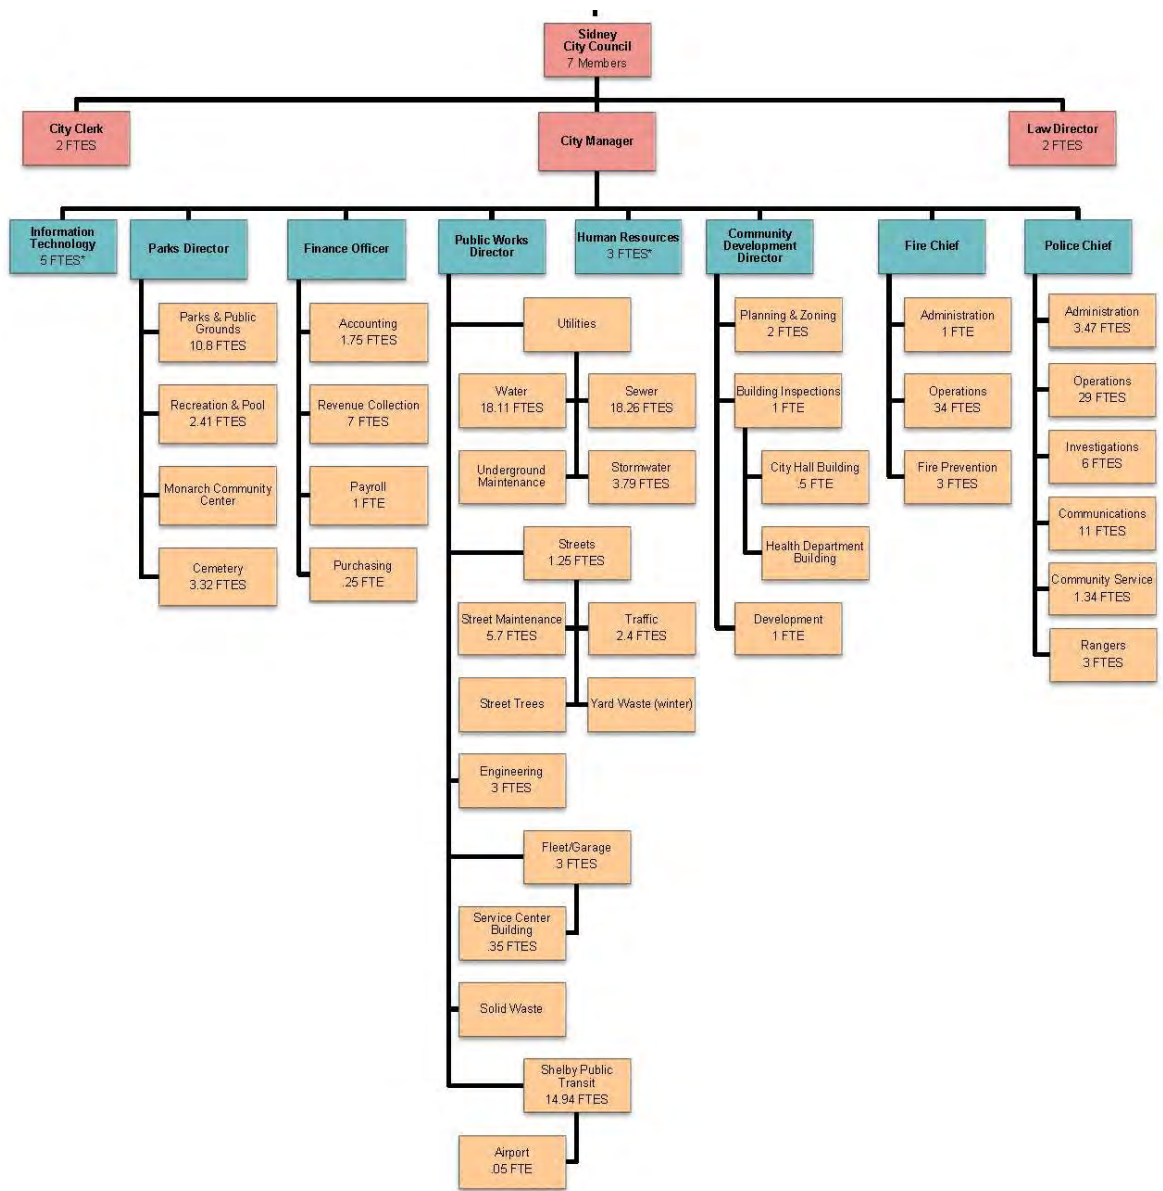 Sidney
City Council
7 Members
City Clerk
2 FTES
City Manager
Law Director
2 FTES
Information
Technology
5 FTES*
Parks Director
Finance Officer
Public Works
Director
Human Resources
3 FTES*
Community
Development
Director
Fire Chief
Police Chief
Parks & Public
Grounds
10.8 FTES
Recreation & Pool
2.41 FTES
Monarch Community
Center
Cemetery
3.32 FTES
Accounting
1.75 FTES
Revenue Collection
7 FTES
Payroll
1 FTE
Purchasing
.25 FTE
Utilities
Water
18.11 FTES
Sewer
18.26 FTES
Underground
Maintenance
Stormwater
3.79 FTES
Streets
1.25 FTES
Street Maintenance
5.7 FTES
Traffic
2.4 FTES
Street Trees
Yard Waste (winter)
Engineering
3 FTES
Fleet/Garage
3 FTES
Service Center
Building
.35 FTES
Solid Waste
Shelby Public
Transit
14.94 FTES
Airport
.05 FTE
Planning & Zoning
2 FTES
Building Inspections
1 FTE
City Hall Building
.5 FTE
Health Department
Building
Development
1 FTE
Administration
1 FTE
Operations
34 FTES
Fire Prevention
3 FTES
Administration
3.47 FTES
Operations
29 FTES
Investigations
6 FTES
Communications
11 FTES
Community Service
1.34 FTES
Rangers
3 FTES